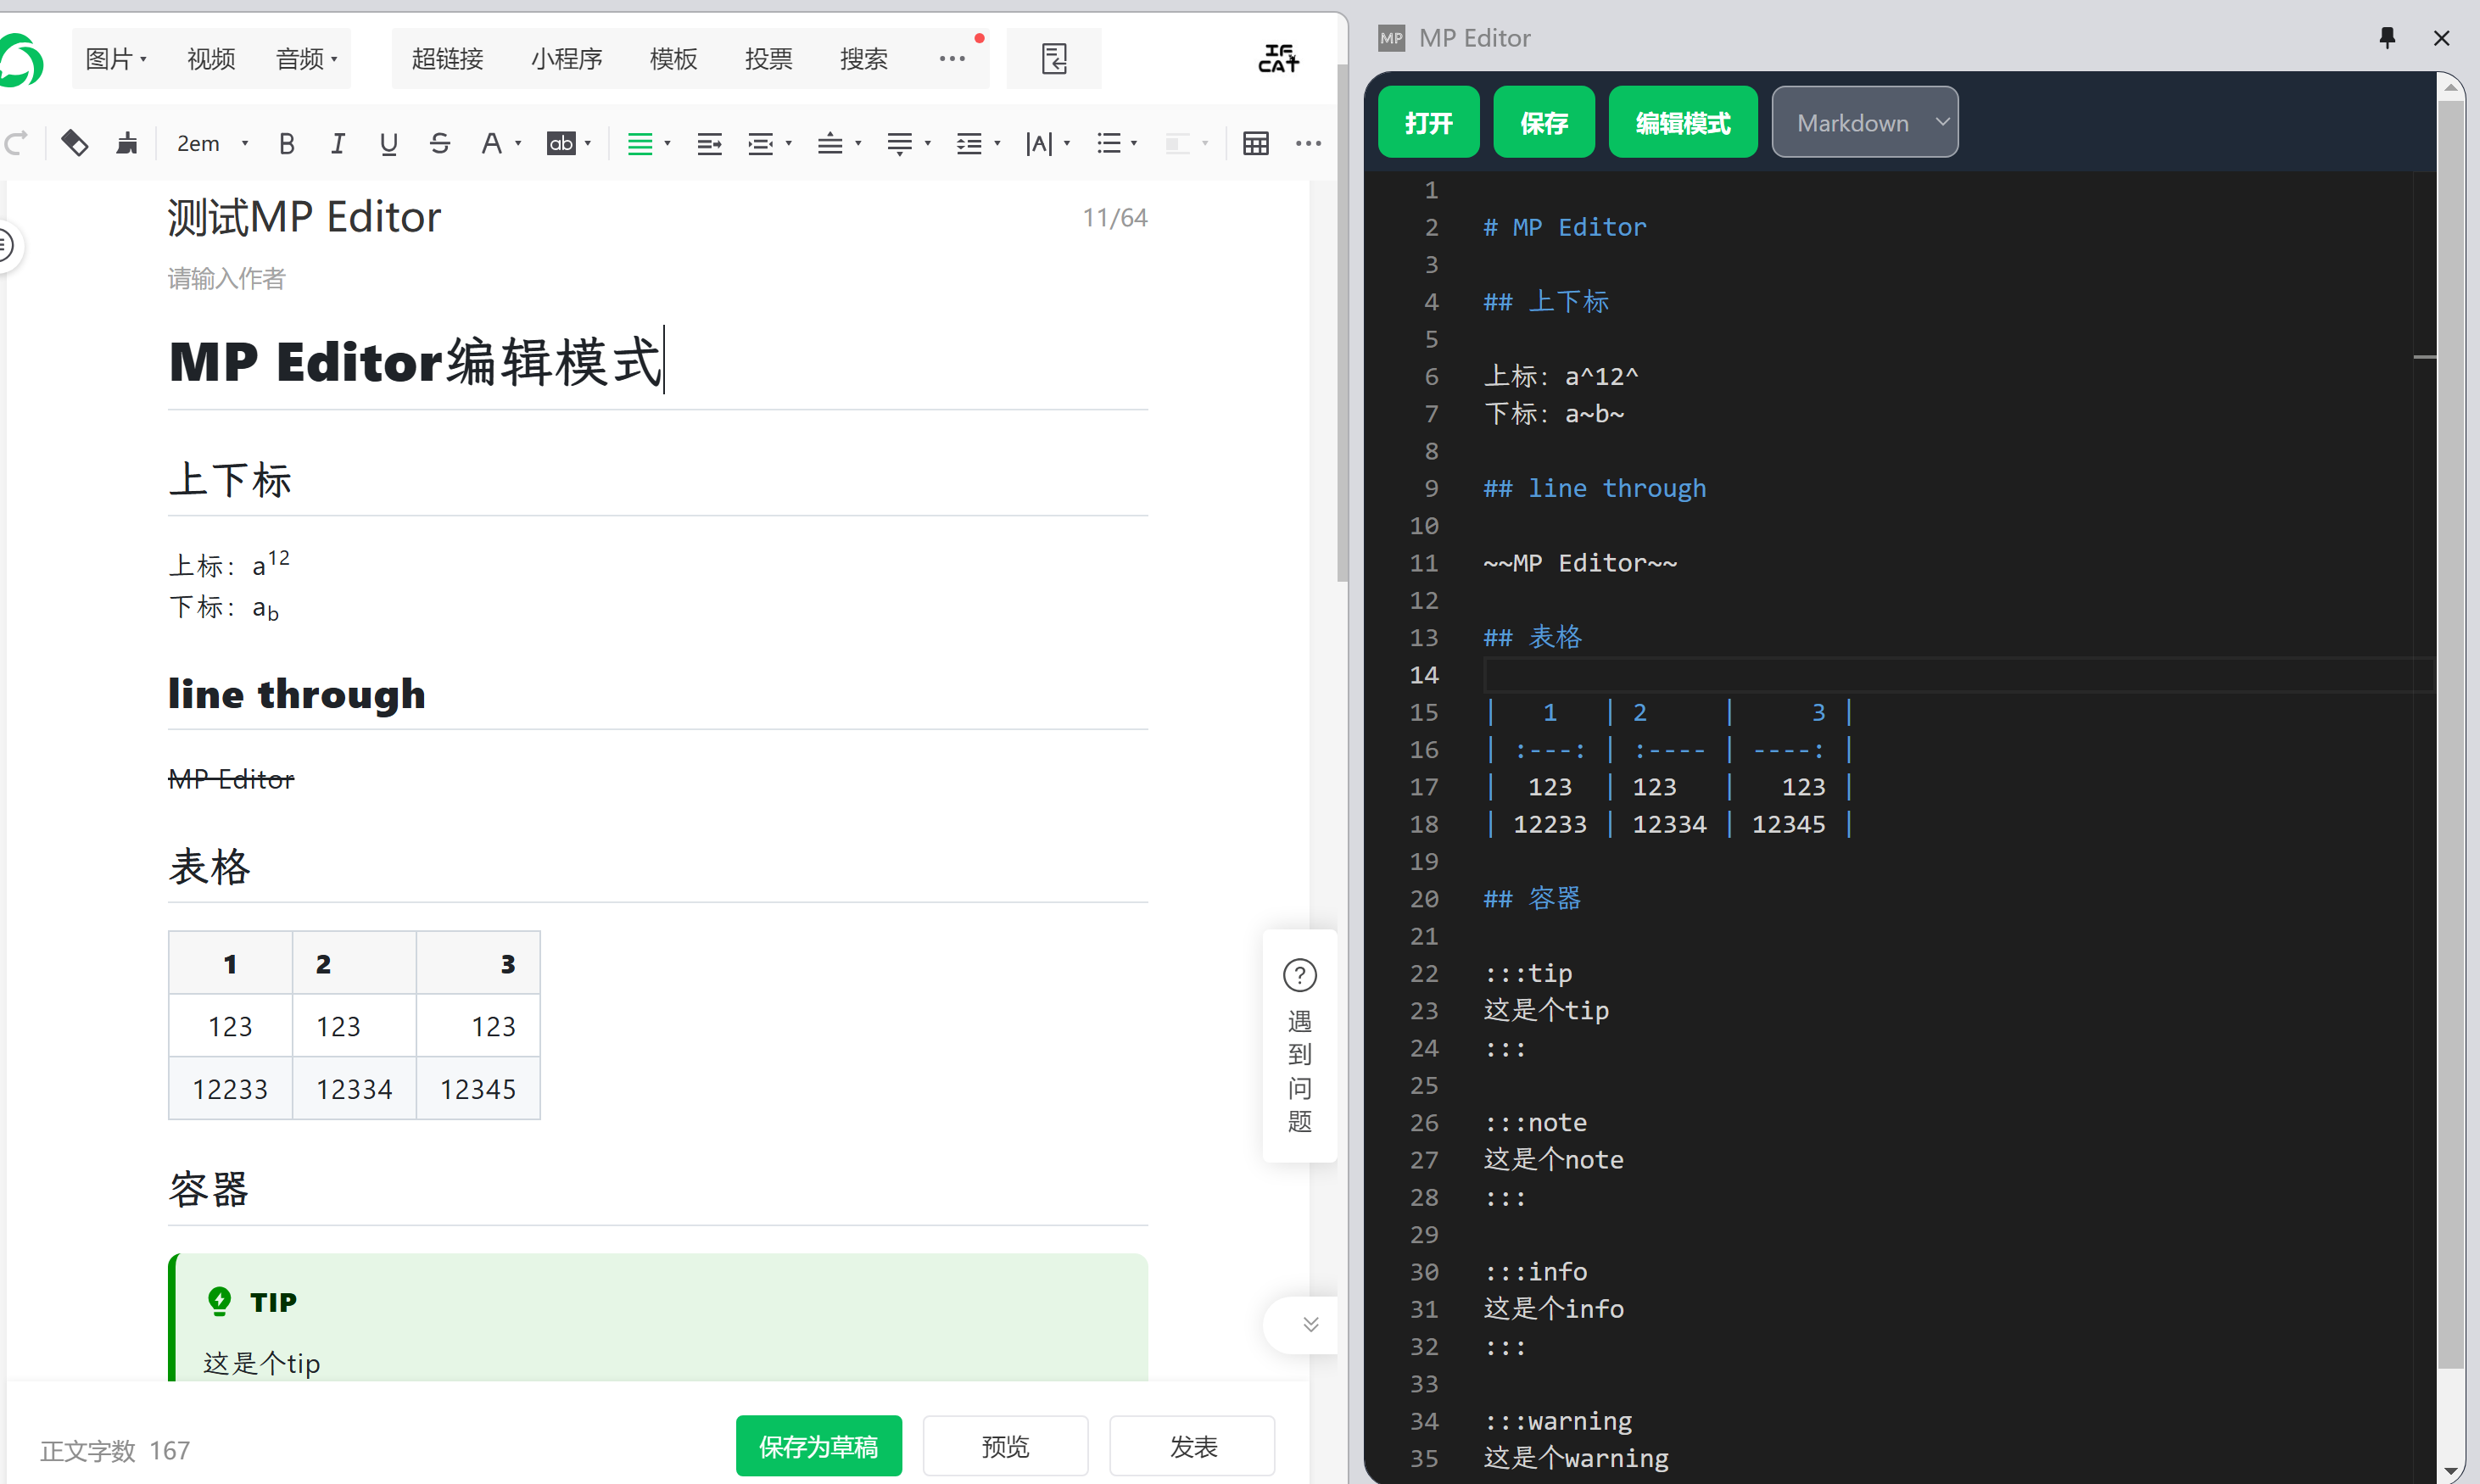 图片 视频 音频 超链接 小程序 模板 投票 搜索 ···
IF
CAT
2em B I U S A ab A
测试MP Editor 11/64
请输入作者
MP Editor编辑模式
上下标
上标：a12
下标：ab
line through
MP Editor
表格
1 2 3
123 123 123
12233 12334 12345
容器
TIP
这是个tip
?
遇
到
问
题
正文字数 167
保存为草稿 预览 发表
MP MP Editor
打开 保存 编辑模式 Markdown
1
2 # MP Editor
3
4 ## 上下标
5
6 上标：a^12^
7 下标：a~b~
8
9 ## line through
10
11 ~~MP Editor~~
12
13 ## 表格
14
15 | 1 | 2 | 3 |
16 | :---: | :---- | ----: |
17 | 123 | 123 | 123 |
18 | 12233 | 12334 | 12345 |
19
20 ## 容器
21
22 :::tip
23 这是个tip
24 :::
25
26 :::note
27 这是个note
28 :::
29
30 :::info
31 这是个info
32 :::
33
34 :::warning
35 这是个warning